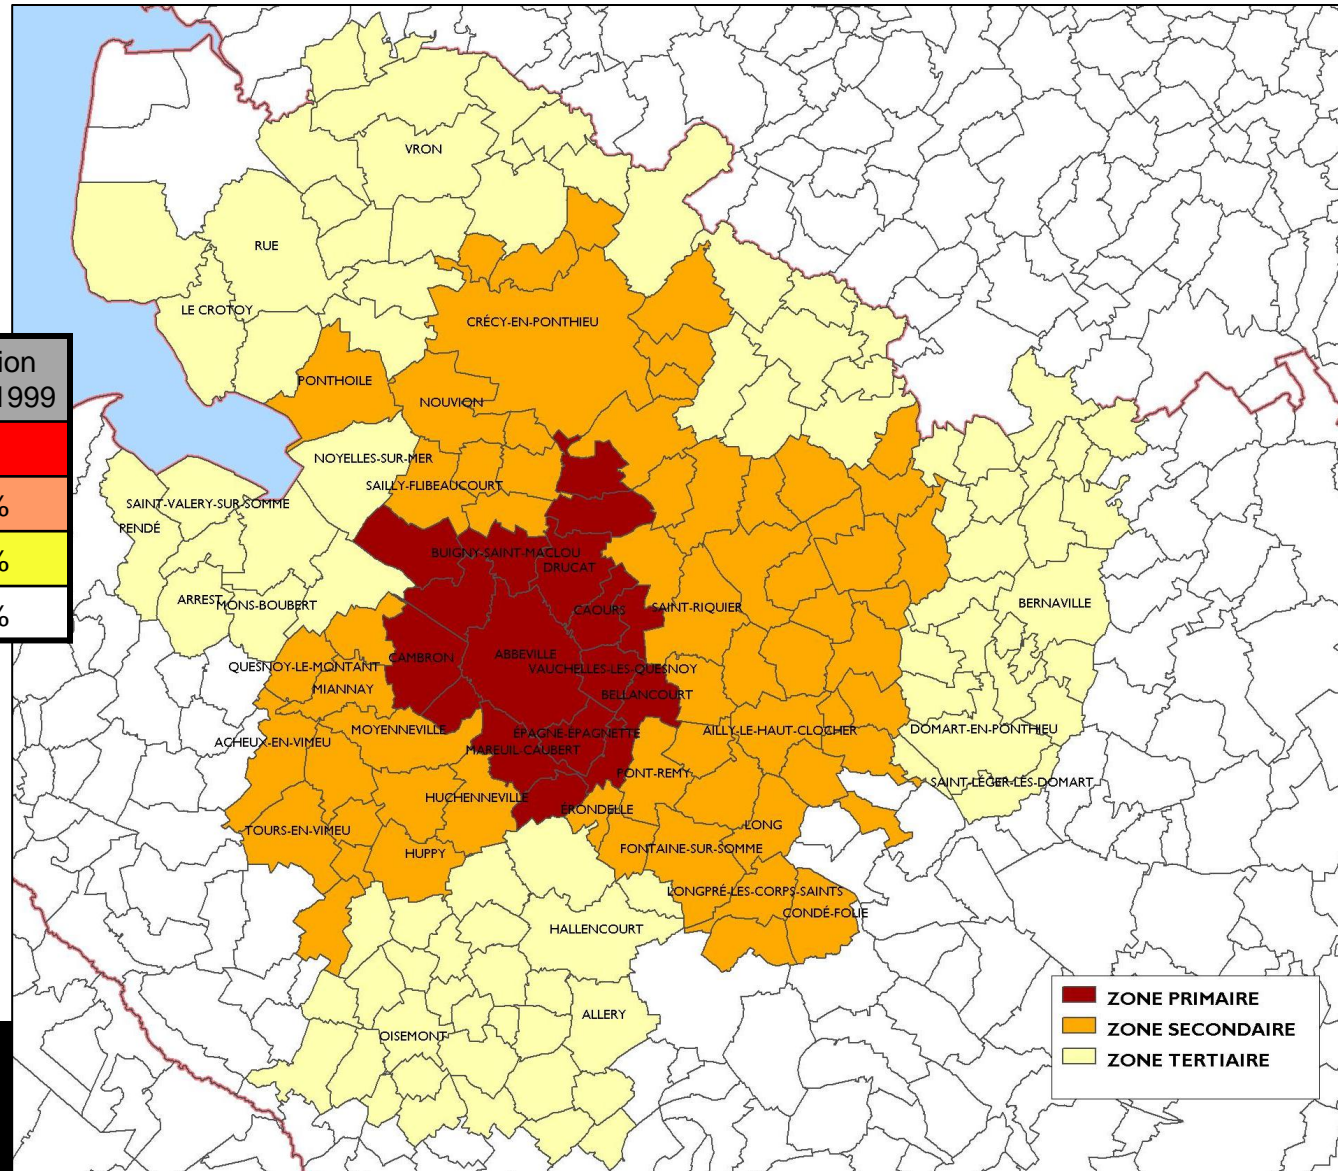 VRON
RUE
LE CROTOY
CRÉCY-EN-PONTHIEU
ion
1999
%
%
%
PONTHOILE
NOUVION
NOYELLES-SUR-MER
SAILLY-FLIBEAUCOURT
SAINT-VALERY-SUR-SOMME
PENDÉ
BUIGNY-SAINT-MACLOU
DRUCAT
ARREST
MONS-BOUBERT
CAOURS
SAINT-RIQUIER
BERNAVILLE
CAMBRON
ABBEVILLE
QUESNOY-LE-MONTANT
VAUCHELLES-LES-QUESNOY
MIANNAY
BELLANCOURT
MOYENNEVILLE
ÉPAGNE-ÉPAGNETTE
AILLY-LE-HAUT-CLOCHER
DOMART-EN-PONTHIEU
ACHEUX-EN-VIMEU
MAREUIL-CAUBERT
PONT-REMY
SAINT-LÉGER-LÈS-DOMART
HUCHENNEVILLE
ÉRONDELLE
TOURS-EN-VIMEU
LONG
HUPPY
FONTAINE-SUR-SOMME
LONGPRÉ-LES-CORPS-SAINTS
CONDÉ-FOLIE
HALLENCOURT
ALLERY
OISEMONT
ZONE PRIMAIRE
ZONE SECONDAIRE
ZONE TERTIAIRE